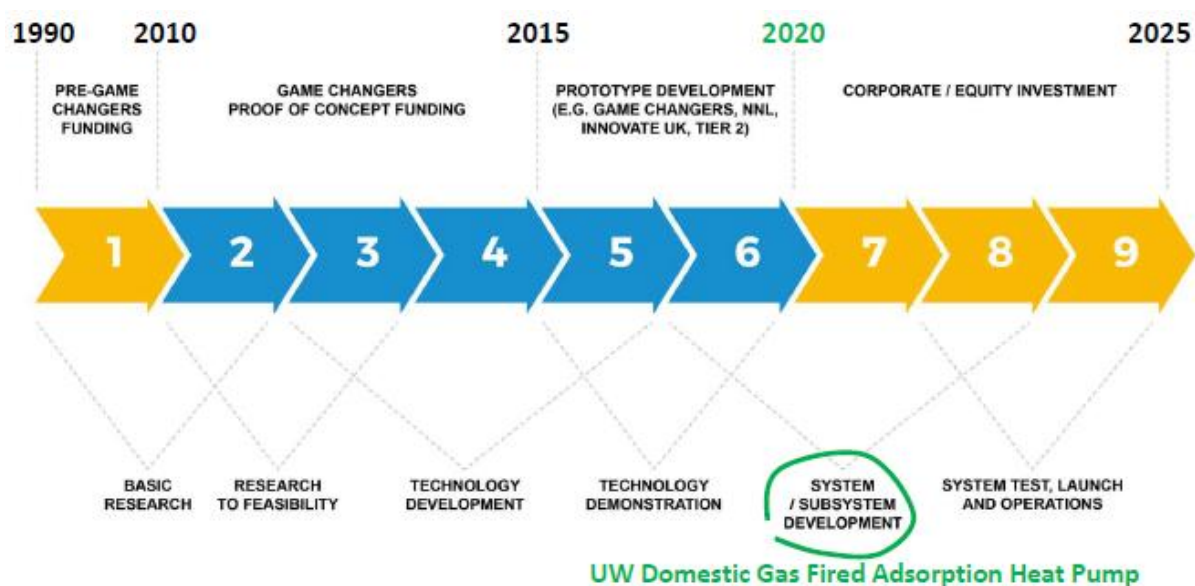 1990 2010 2015 2020 2025
PRE-GAME
CHANGERS
FUNDING
GAME CHANGERS
PROOF OF CONCEPT FUNDING
PROTOTYPE DEVELOPMENT
(E.G. GAME CHANGERS, NNL,
INNOVATE UK, TIER 2)
CORPORATE / EQUITY INVESTMENT
1 2 3 4 5 6 7 8 9
BASIC
RESEARCH
RESEARCH
TO FEASIBILITY
TECHNOLOGY
DEVELOPMENT
TECHNOLOGY
DEMONSTRATION
SYSTEM
/ SUBSYSTEM
DEVELOPMENT
SYSTEM TEST, LAUNCH
AND OPERATIONS
UW Domestic Gas Fired Adsorption Heat Pump